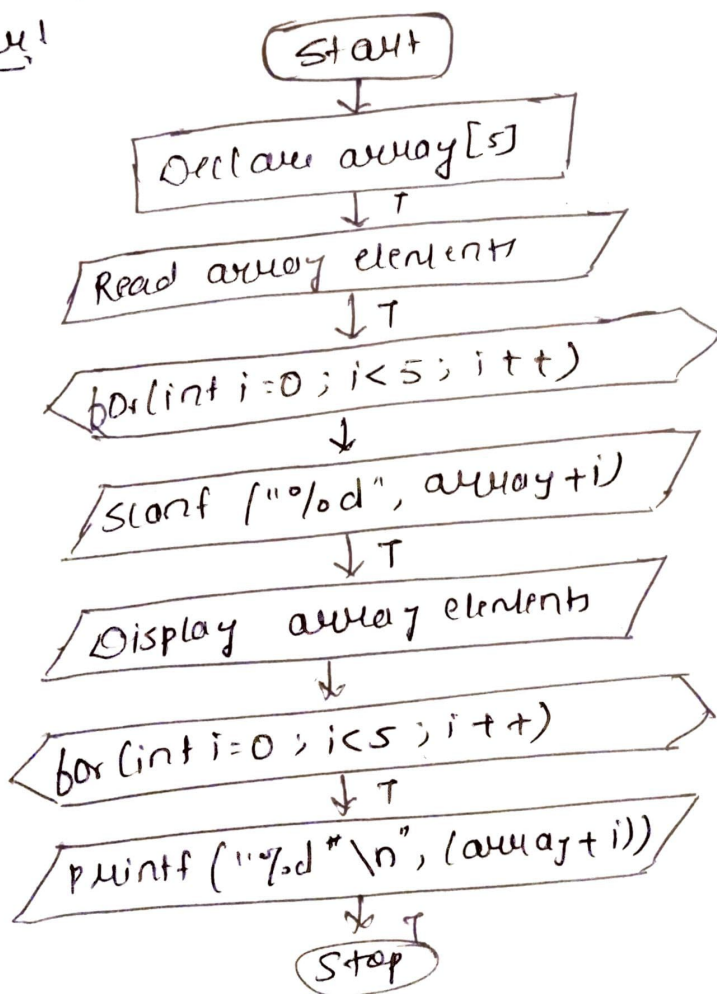 Start
Declare array[5]
T
Read array elements
T
for(int i=0; i<5; i++)
Scanf ("%d", array+i)
T
Display array elements
for(int i=0; i<5; i++)
T
printf ("%d"\n", (array+i))
T
Stop